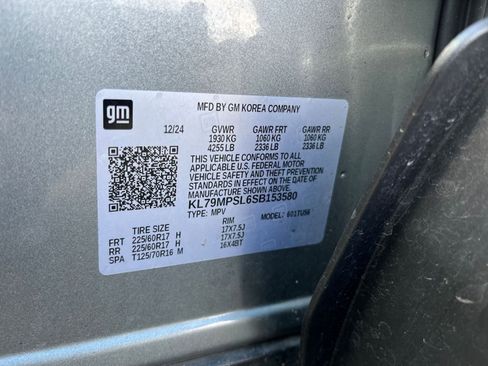 gm
MFD BY GM KOREA COMPANY
12/24 GVWR GAWR FRT GAWR RR
1930 KG 1060 KG 1060 KG
4255 LB 2336 LB 2336 LB
THIS VEHICLE CONFORMS TO ALL
APPLICABLE U.S. FEDERAL MOTOR
VEHICLE SAFETY AND THEFT PREVENTION
STANDARDS IN EFFECT ON THE DATE OF
MANUFACTURE SHOWN ABOVE.
KL79MPSL6SB153580
TYPE: MPV MODEL: 601TU56
TIRE SIZE RIM
FRT 225/60R17 H 17X7.5J
RR 225/60R17 H 17X7.5J
SPA T125/70R16 M 16X4BT